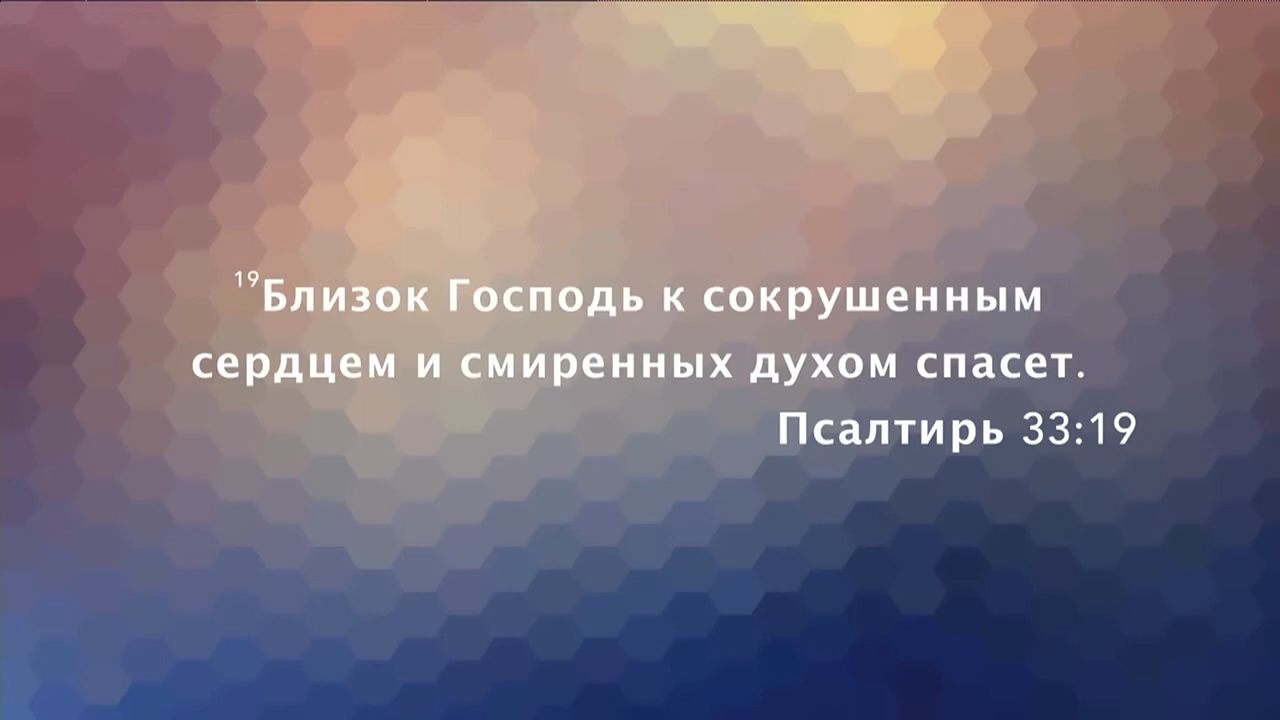 19Близок Господь к сокрушенным
сердцем и смиренных духом спасет.
Псалтирь 33:19